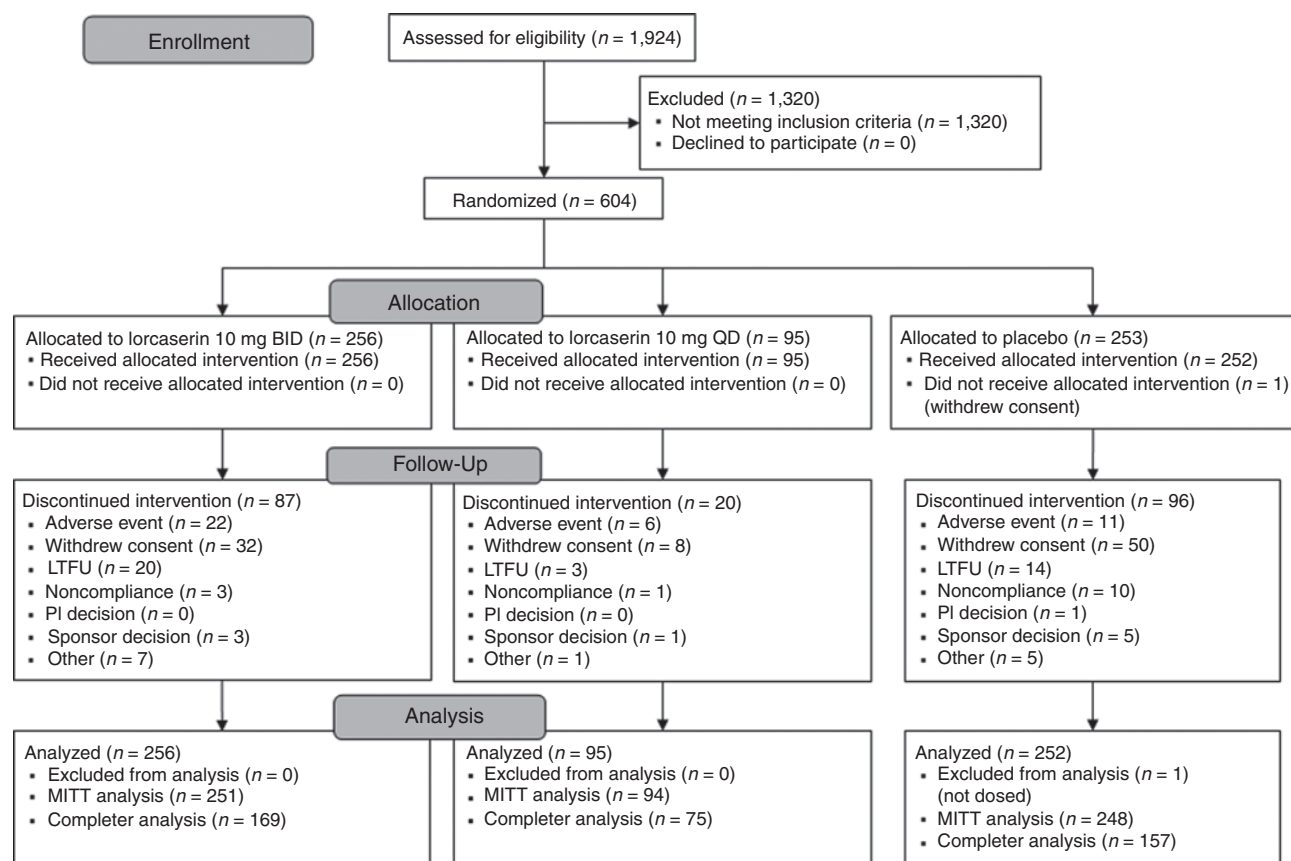 Enrollment
Assessed for eligibility (n = 1,924)
Excluded (n = 1,320)
▪ Not meeting inclusion criteria (n = 1,320)
▪ Declined to participate (n = 0)
Randomized (n = 604)
Allocation
Allocated to lorcaserin 10 mg BID (n = 256)
▪ Received allocated intervention (n = 256)
▪ Did not receive allocated intervention (n = 0)
Allocated to lorcaserin 10 mg QD (n = 95)
▪ Received allocated intervention (n = 95)
▪ Did not receive allocated intervention (n = 0)
Allocated to placebo (n = 253)
▪ Received allocated intervention (n = 252)
▪ Did not receive allocated intervention (n = 1)
(withdrew consent)
Follow-Up
Discontinued intervention (n = 87)
▪ Adverse event (n = 22)
▪ Withdrew consent (n = 32)
▪ LTFU (n = 20)
▪ Noncompliance (n = 3)
▪ PI decision (n = 0)
▪ Sponsor decision (n = 3)
▪ Other (n = 7)
Discontinued intervention (n = 20)
▪ Adverse event (n = 6)
▪ Withdrew consent (n = 8)
▪ LTFU (n = 3)
▪ Noncompliance (n = 1)
▪ PI decision (n = 0)
▪ Sponsor decision (n = 1)
▪ Other (n = 1)
Discontinued intervention (n = 96)
▪ Adverse event (n = 11)
▪ Withdrew consent (n = 50)
▪ LTFU (n = 14)
▪ Noncompliance (n = 10)
▪ PI decision (n = 1)
▪ Sponsor decision (n = 5)
▪ Other (n = 5)
Analysis
Analyzed (n = 256)
▪ Excluded from analysis (n = 0)
▪ MITT analysis (n = 251)
▪ Completer analysis (n = 169)
Analyzed (n = 95)
▪ Excluded from analysis (n = 0)
▪ MITT analysis (n = 94)
▪ Completer analysis (n = 75)
Analyzed (n = 252)
▪ Excluded from analysis (n = 1)
(not dosed)
▪ MITT analysis (n = 248)
▪ Completer analysis (n = 157)